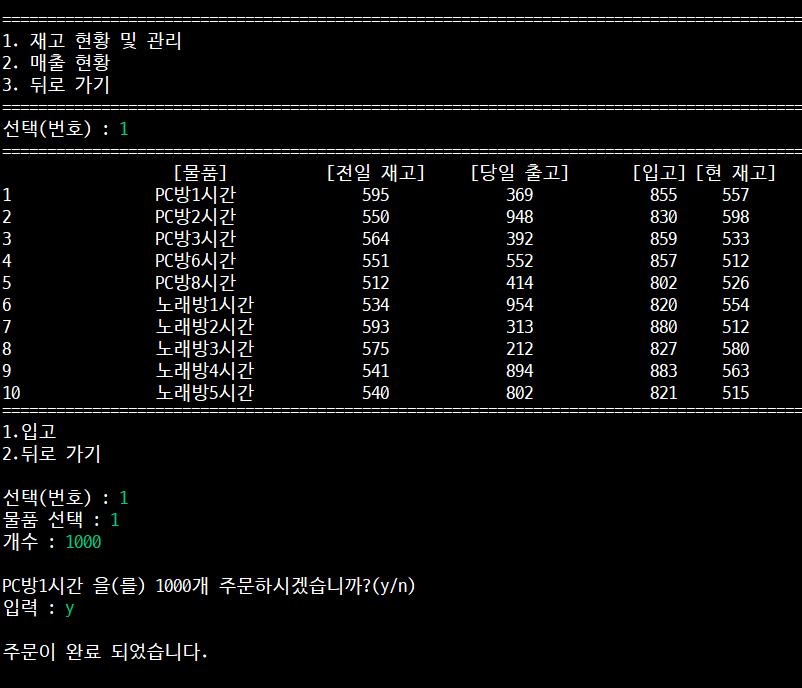 ================================================================================
1. 재고 현황 및 관리
2. 매출 현황
3. 뒤로 가기
================================================================================
선택(번호) : 1
================================================================================
[물품] [전일 재고] [당일 출고] [입고] [현 재고]
1 PC방1시간 595 369 855 557
2 PC방2시간 550 948 830 598
3 PC방3시간 564 392 859 533
4 PC방6시간 551 552 857 512
5 PC방8시간 512 414 802 526
6 노래방1시간 534 954 820 554
7 노래방2시간 593 313 880 512
8 노래방3시간 575 212 827 580
9 노래방4시간 541 894 883 563
10 노래방5시간 540 802 821 515
================================================================================
1.입고
2.뒤로 가기
선택(번호) : 1
물품 선택 : 1
개수 : 1000
PC방1시간 을(를) 1000개 주문하시겠습니까?(y/n)
입력 : y
주문이 완료 되었습니다.